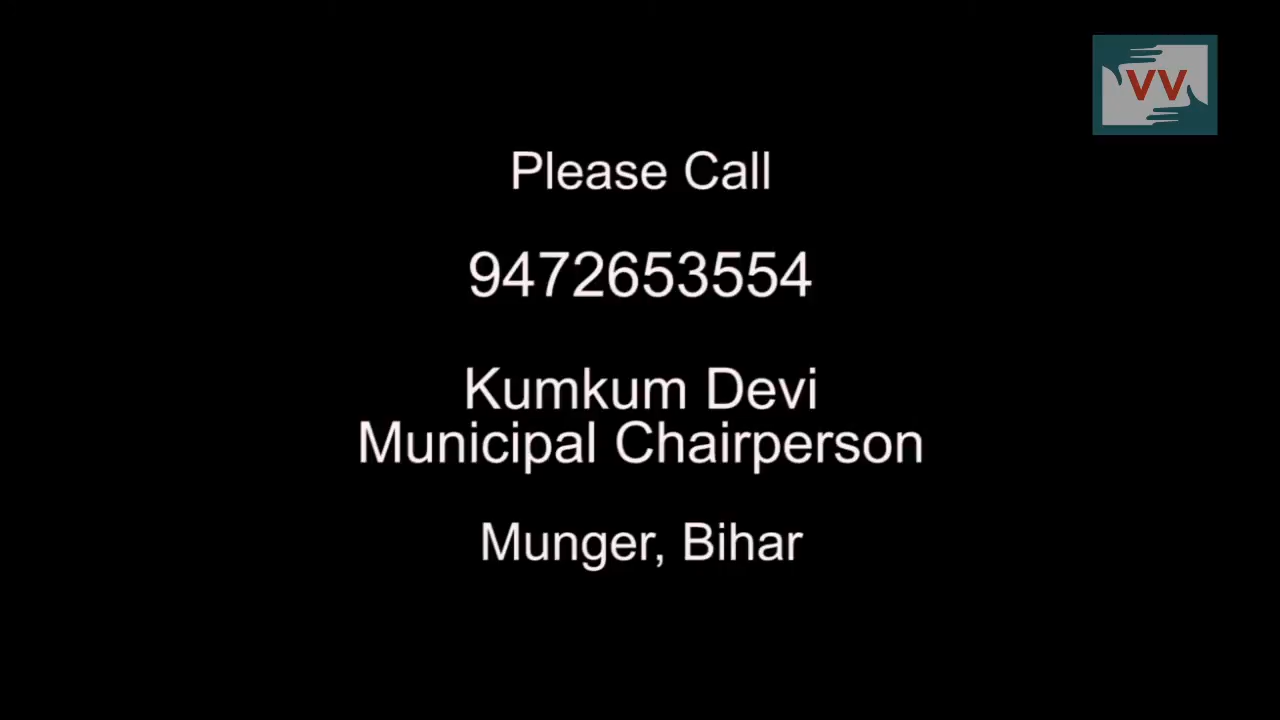 VV
Please Call
9472653554
Kumkum Devi
Municipal Chairperson
Munger, Bihar